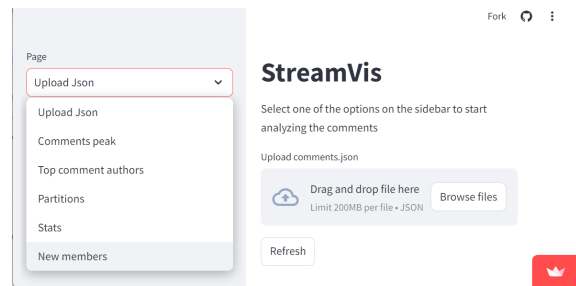 Fork
Page
Upload Json
Upload Json
Comments peak
Top comment authors
Partitions
Stats
New members
StreamVis
Select one of the options on the sidebar to start
analyzing the comments
Upload comments.json
Drag and drop file here
Limit 200MB per file • JSON
Browse files
Refresh